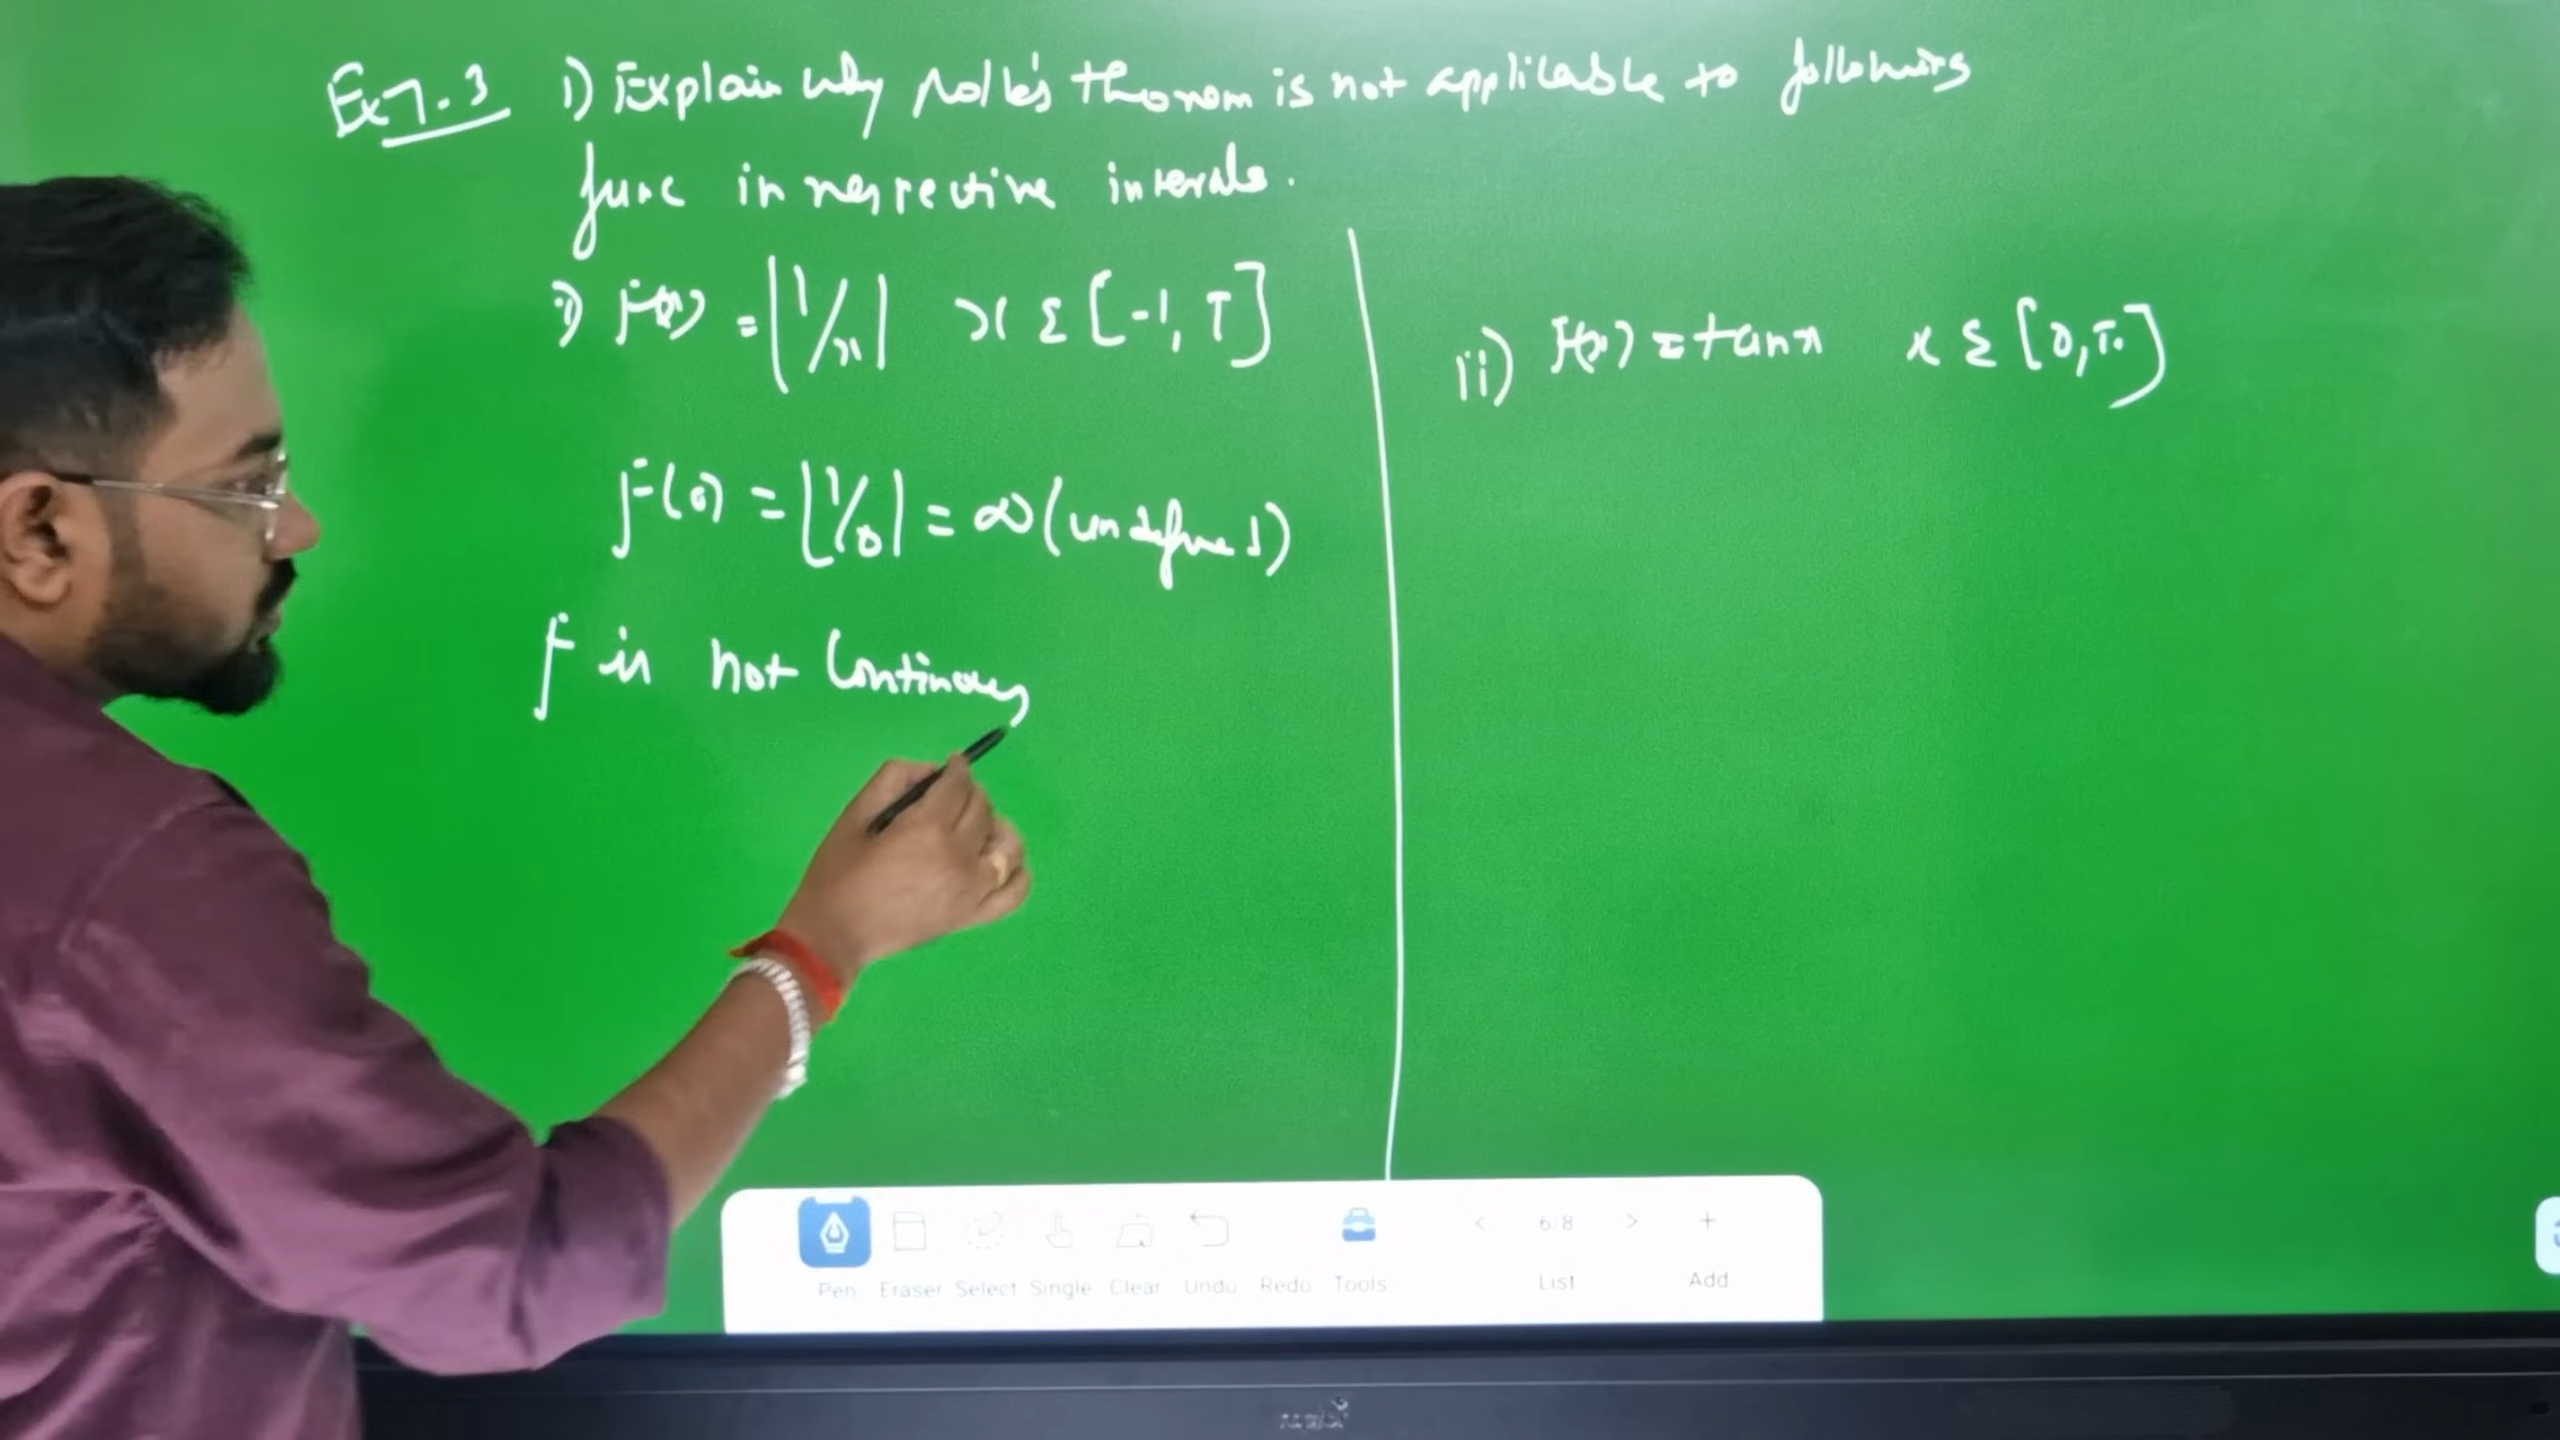 Ex 7.3 1) Explain why Rolle's theorem is not applicable to following
func in respective intervals.
i) f(x) = |1/x| x ε [-1, 1]
f(0) = |1/0| = ∞ (undefined)
f is not continuous
ii) f(x) = tan x x ε [0, π]
Pen Eraser Select Single Clear Undo Redo Tools
< 6/8 > +
List Add